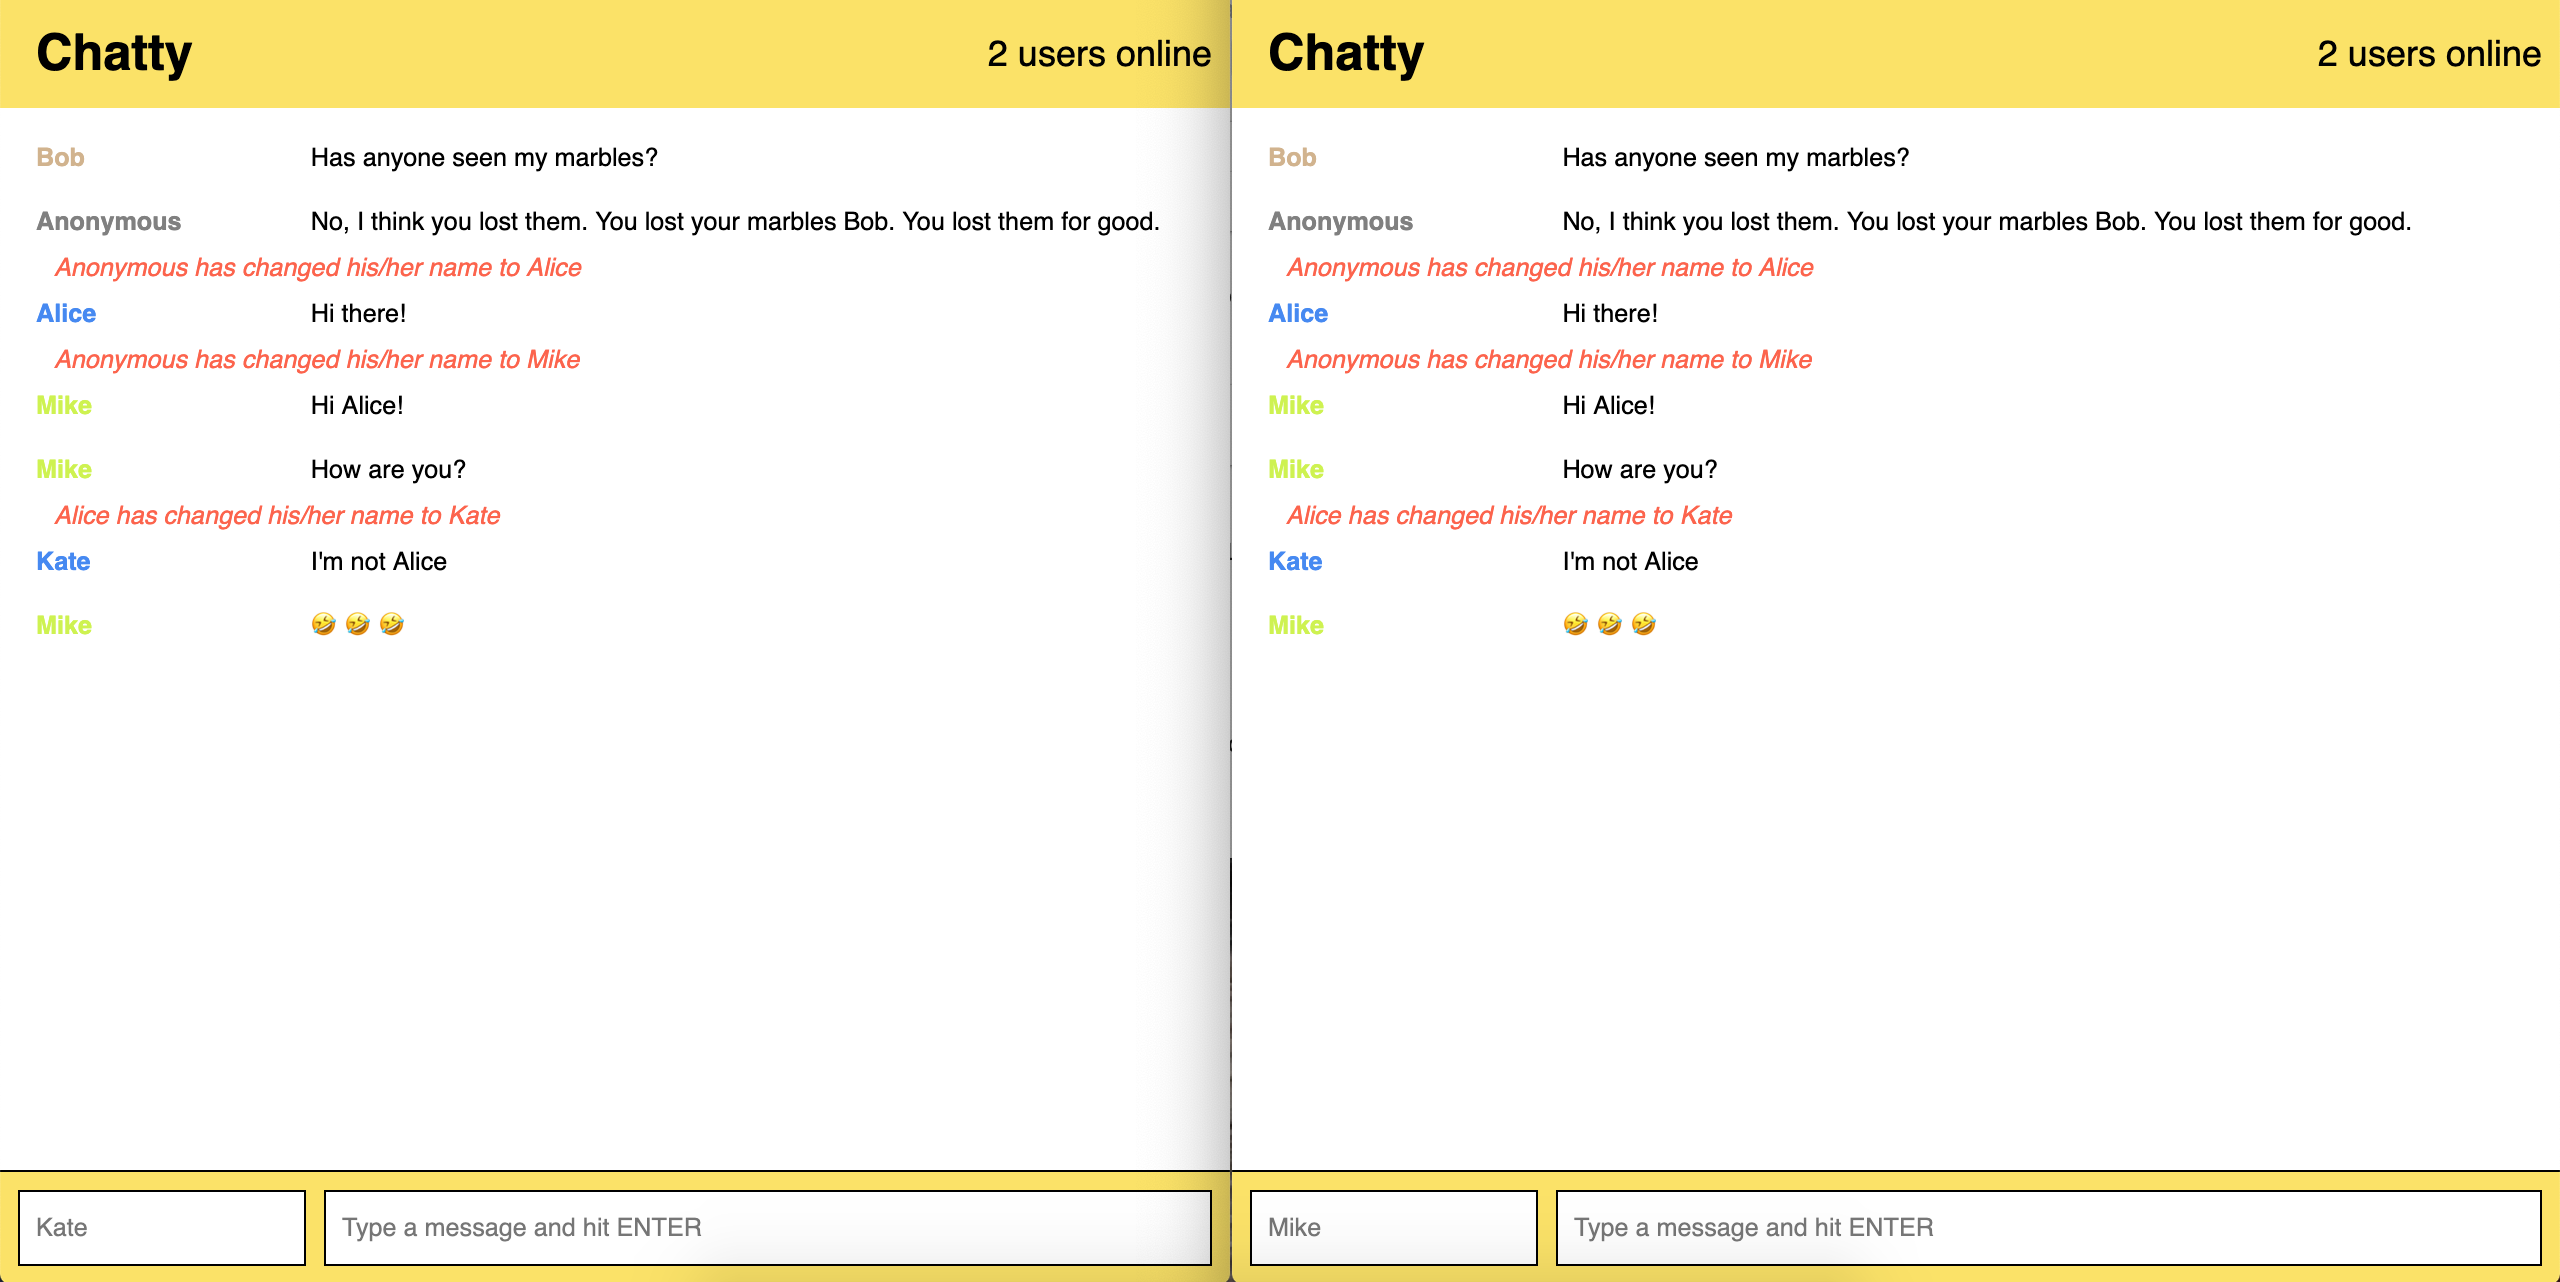 Chatty 2 users online
Bob Has anyone seen my marbles?
Anonymous No, I think you lost them. You lost your marbles Bob. You lost them for good.
Anonymous has changed his/her name to Alice
Alice Hi there!
Anonymous has changed his/her name to Mike
Mike Hi Alice!
Mike How are you?
Alice has changed his/her name to Kate
Kate I'm not Alice
Mike 🤣 🤣 🤣
Kate Type a message and hit ENTER
Chatty 2 users online
Bob Has anyone seen my marbles?
Anonymous No, I think you lost them. You lost your marbles Bob. You lost them for good.
Anonymous has changed his/her name to Alice
Alice Hi there!
Anonymous has changed his/her name to Mike
Mike Hi Alice!
Mike How are you?
Alice has changed his/her name to Kate
Kate I'm not Alice
Mike 🤣 🤣 🤣
Mike Type a message and hit ENTER